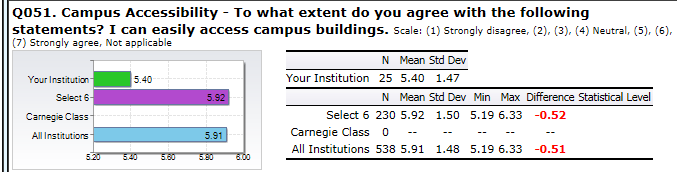 Q051. Campus Accessibility - To what extent do you agree with the following
statements? I can easily access campus buildings. Scale: (1) Strongly disagree, (2), (3), (4) Neutral, (5), (6),
(7) Strongly agree, Not applicable
Your Institution 5.40
Select 6 5.92
Carnegie Class
All Institutions 5.91
5.20 5.40 5.60 5.80 6.00
N Mean Std Dev
Your Institution 25 5.40 1.47
N Mean Std Dev Min Max Difference Statistical Level
Select 6 230 5.92 1.50 5.19 6.33 -0.52
Carnegie Class 0 -- -- -- -- --
All Institutions 538 5.91 1.48 5.19 6.33 -0.51